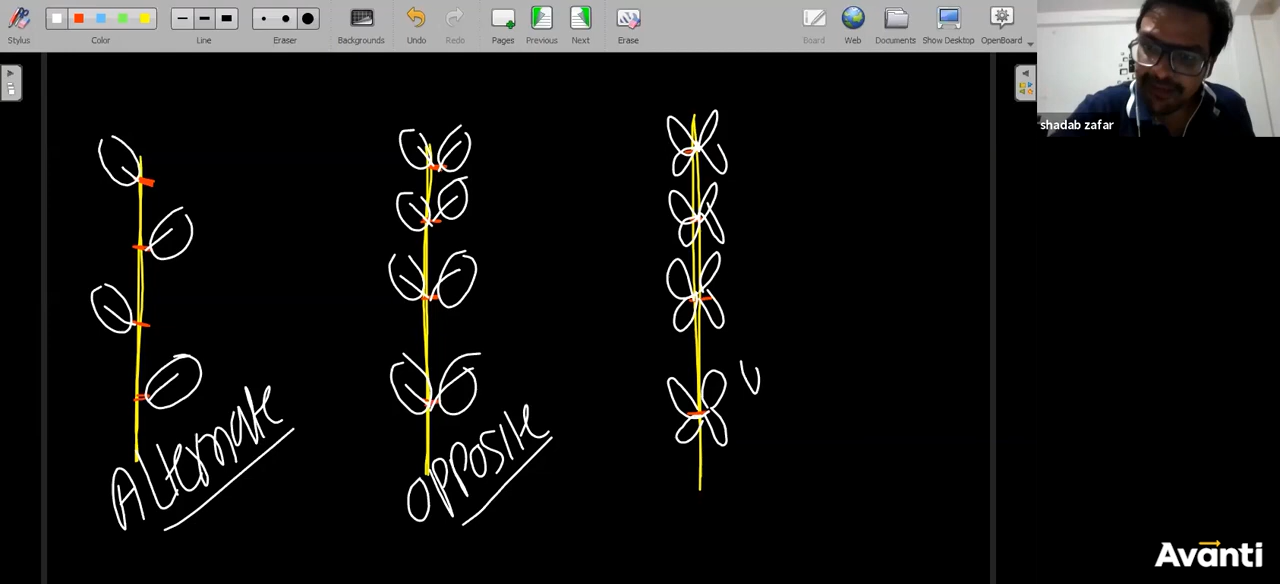 Stylus
Color
Line
Eraser
Backgrounds
Undo
Redo
Pages
Previous
Next
Erase
Board
Web
Documents
Show Desktop
OpenBoard
shadab zafar
Alternate
opposite
Avanti